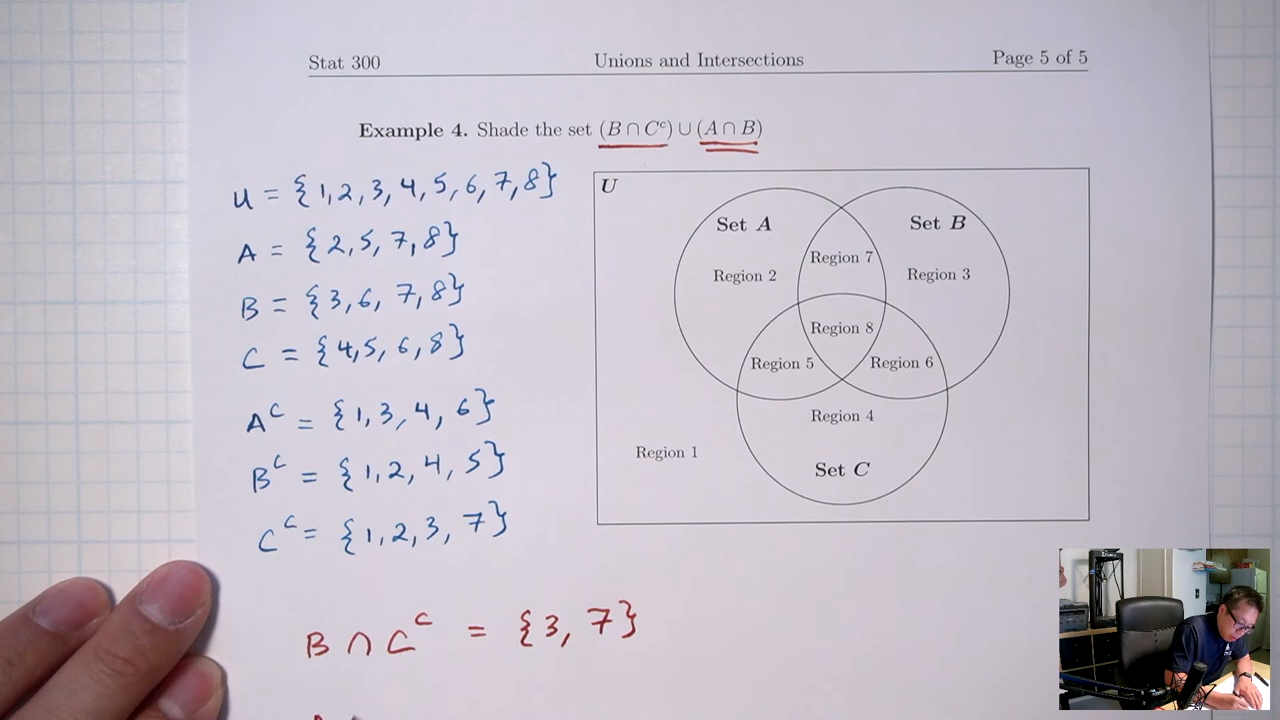 Stat 300 Unions and Intersections Page 5 of 5
Example 4. Shade the set (B ∩ Cᶜ) ∪ (A ∩ B)
U = {1,2,3,4,5,6,7,8}
A = {2,5,7,8}
B = {3,6,7,8}
C = {4,5,6,8}
Aᶜ = {1,3,4,6}
Bᶜ = {1,2,4,5}
Cᶜ = {1,2,3,7}
B ∩ Cᶜ = {3,7}
U
Set A Set B
Region 7
Region 2 Region 3
Region 8
Region 5 Region 6
Region 4
Region 1
Set C